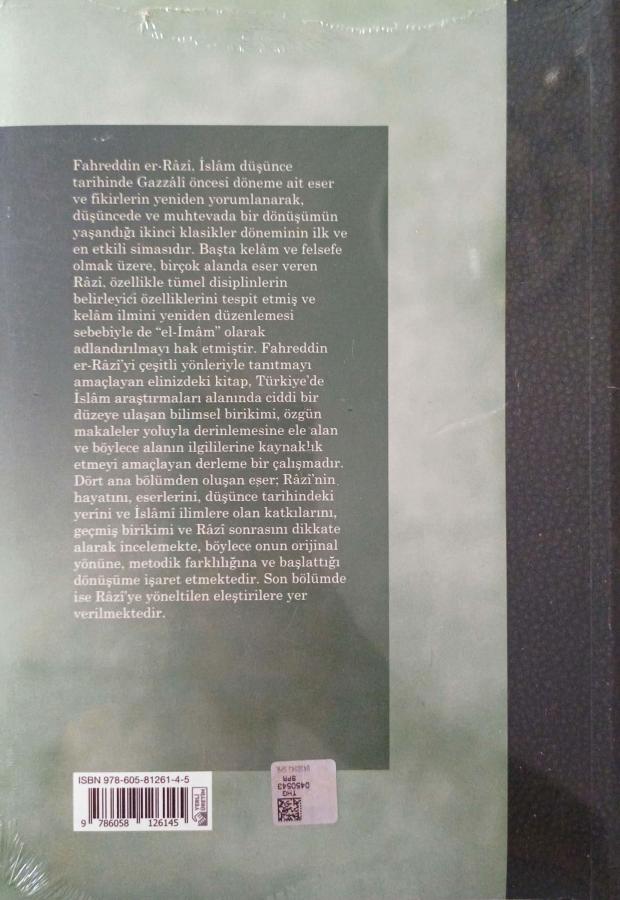 Fahreddin er-Râzî, İslâm düşünce
tarihinde Gazzâlî öncesi döneme ait eser
ve fikirlerin yeniden yorumlanarak,
düşüncede ve muhtevada bir dönüşümün
yaşandığı ikinci klasikler döneminin ilk ve
en etkili simasıdır. Başta kelâm ve felsefe
olmak üzere, birçok alanda eser veren
Râzî, özellikle tümel disiplinlerin
belirleyici özelliklerini tespit etmiş ve
kelâm ilmini yeniden düzenlemesi
sebebiyle de “el-İmâm” olarak
adlandırılmayı hak etmiştir. Fahreddin
er-Râzî’yi çeşitli yönleriyle tanıtmayı
amaçlayan elinizdeki kitap, Türkiye’de
İslâm araştırmaları alanında ciddi bir
düzeye ulaşan bilimsel birikimi, özgün
makaleler yoluyla derinlemesine ele alan
ve böylece alanın ilgililerine kaynaklık
etmeyi amaçlayan derleme bir çalışmadır.
Dört ana bölümden oluşan eser; Râzî’nin
hayatını, eserlerini, düşünce tarihindeki
yerini ve İslâmî ilimlere olan katkılarını,
geçmiş birikimi ve Râzî sonrasını dikkate
alarak incelemekte, böylece onun orijinal
yönüne, metodik farklılığına ve başlattığı
dönüşüme işaret etmektedir. Son bölümde
ise Râzî’ye yöneltilen eleştirilere yer
verilmektedir.
ISBN 978-605-81261-4-5
9 786058 126145
YERLİ ÜRETİM
THG
0450543
BPR